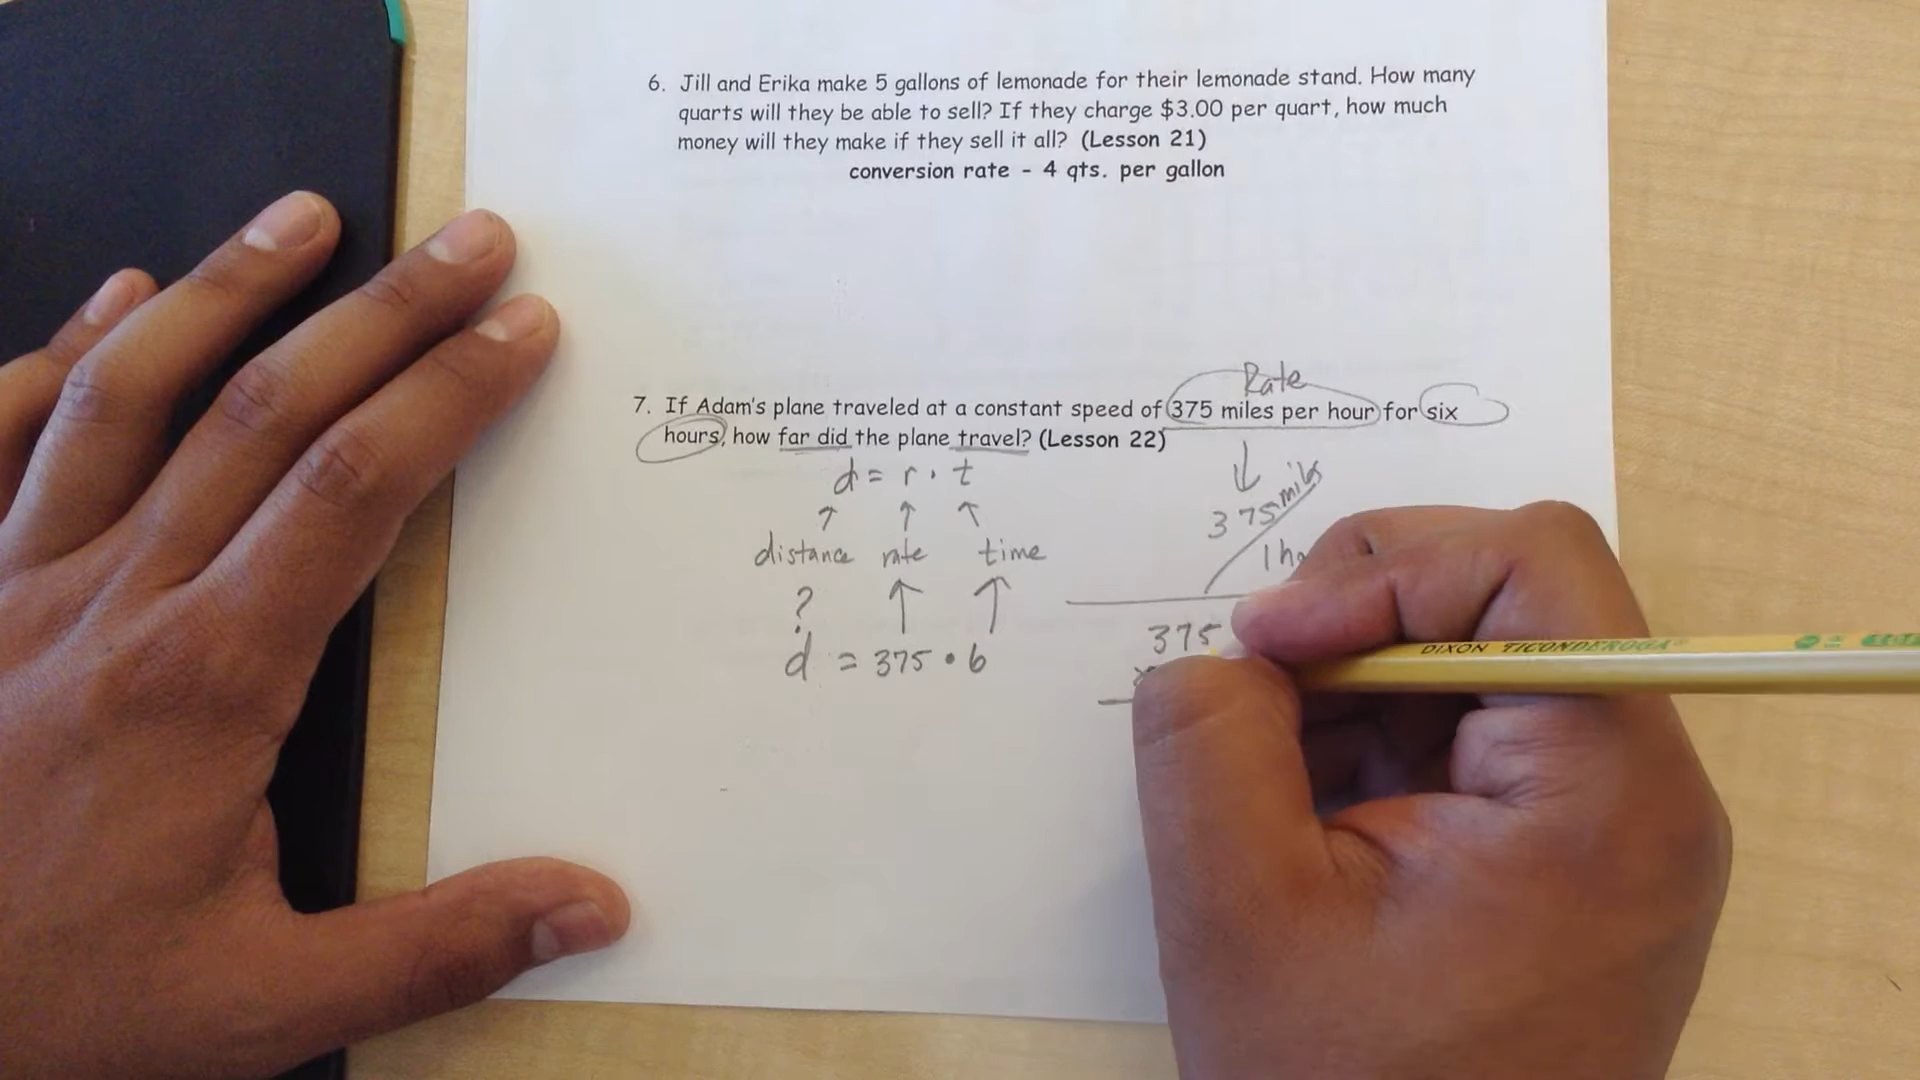 6. Jill and Erika make 5 gallons of lemonade for their lemonade stand. How many
quarts will they be able to sell? If they charge $3.00 per quart, how much
money will they make if they sell it all? (Lesson 21)
conversion rate - 4 qts. per gallon
Rate
7. If Adam's plane traveled at a constant speed of 375 miles per hour for six
hours, how far did the plane travel? (Lesson 22)
d = r · t
375 miles
distance rate time
1 ho
?
375
d = 375 · 6
x
DIXON TICONDEROGA®